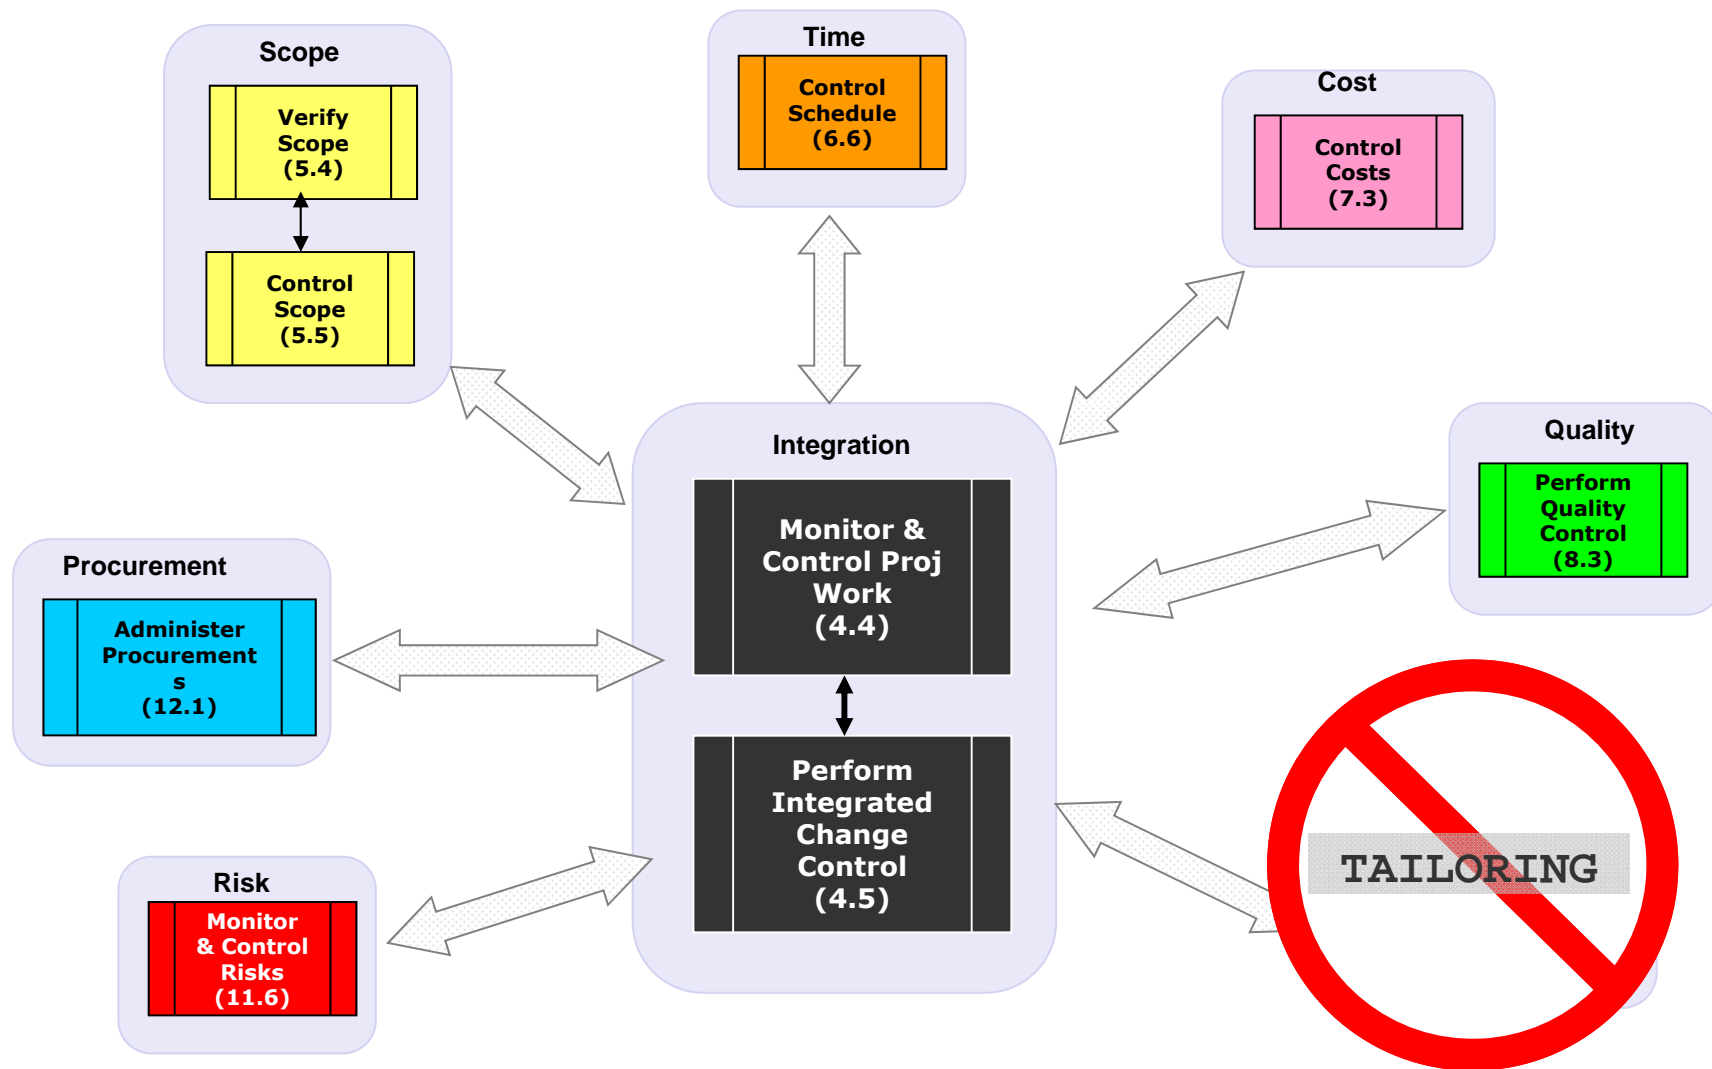 Scope
Verify
Scope
(5.4)
Control
Scope
(5.5)
Time
Control
Schedule
(6.6)
Cost
Control
Costs
(7.3)
Integration
Monitor &
Control Proj
Work
(4.4)
Perform
Integrated
Change
Control
(4.5)
Quality
Perform
Quality
Control
(8.3)
Procurement
Administer
Procurement
s
(12.1)
Risk
Monitor
& Control
Risks
(11.6)
TAILORING